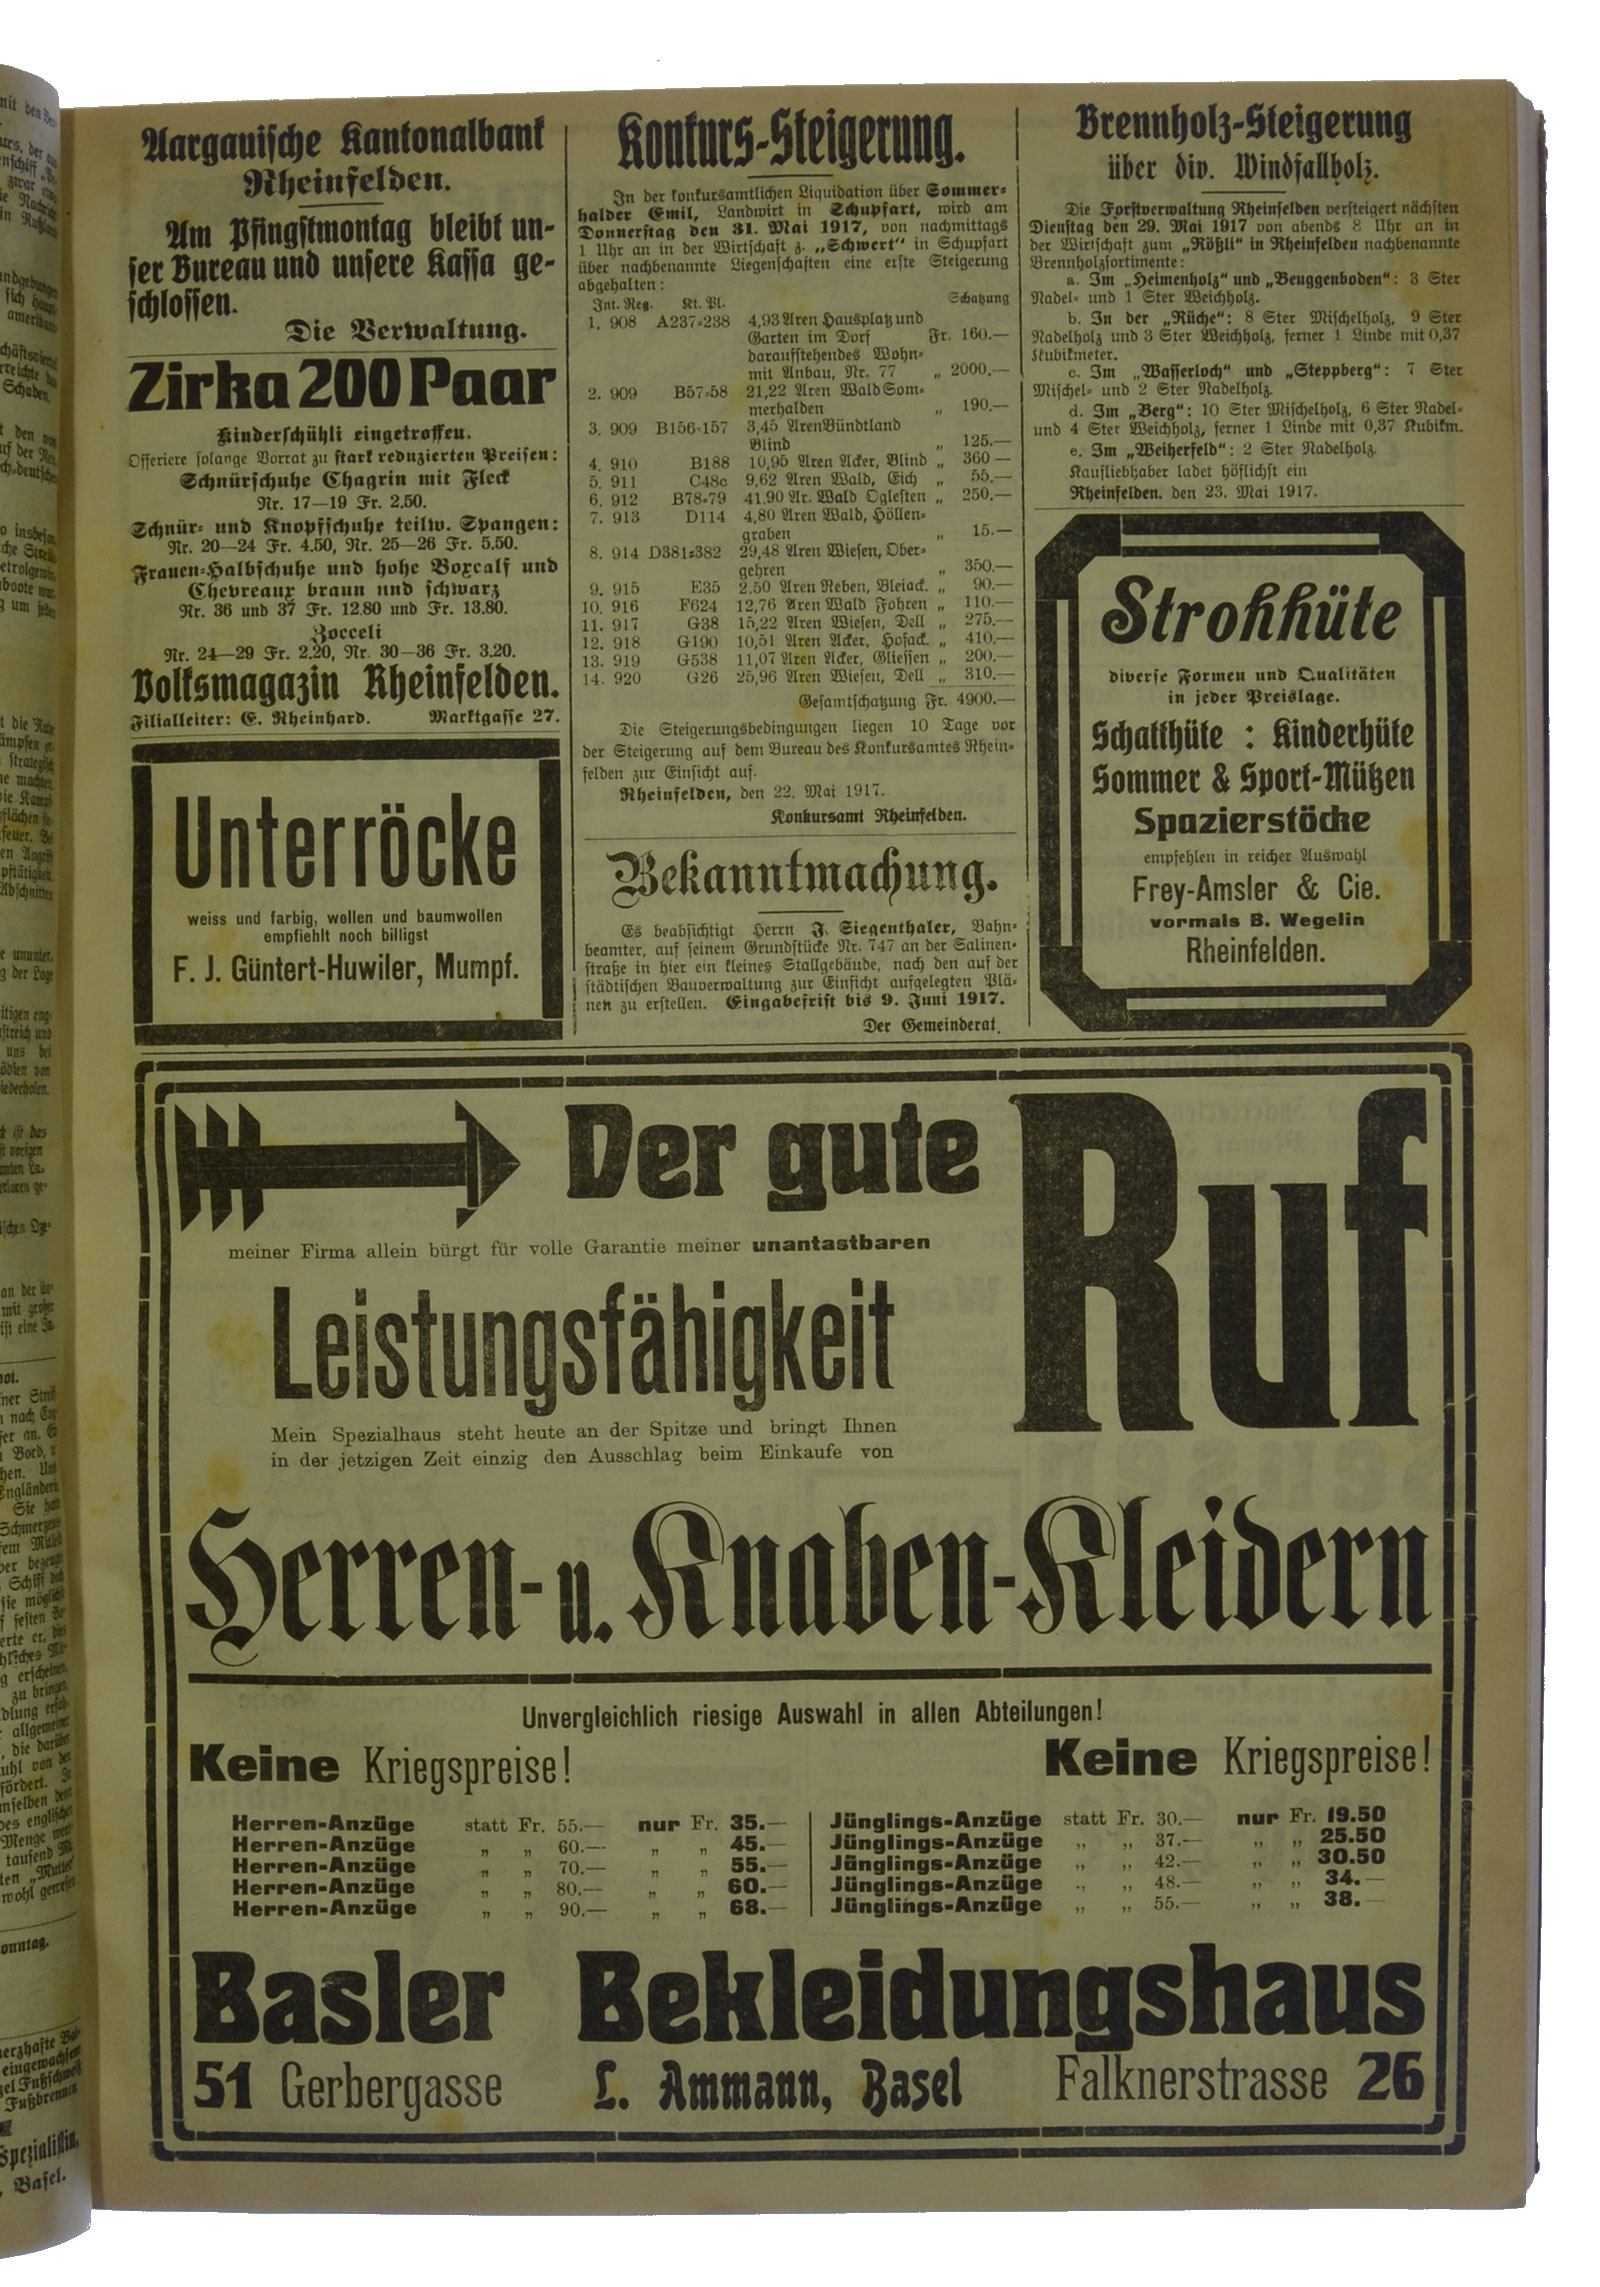 Aargauische Kantonalbank
Rheinfelden.
Am Pfingstmontag bleibt un-
ser Bureau und unsere Kassa ge-
schlossen.
Die Verwaltung.
Zirka 200 Paar
Kinderschühli eingetroffen.
Offeriere solange Vorrat zu stark reduzierten Preisen:
Schnürschuhe Chagrin mit Fleck
Nr. 17—19 Fr. 2.50.
Schnür- und Knopfschuhe teilw. Spangen:
Nr. 20—24 Fr. 4.50, Nr. 25—26 Fr. 5.50.
Frauen-Halbschuhe und hohe Boxcalf und
Chevreaux braun und schwarz
Nr. 36 und 37 Fr. 12.80 und Fr. 13.80.
Zocceli
Nr. 24—29 Fr. 2.20, Nr. 30—36 Fr. 3.20.
Volksmagazin Rheinfelden.
Filialleiter: E. Rheinhard. Marktgasse 27.
Unterröcke
weiss und farbig, wollen und baumwollen
empfiehlt noch billigst
F. J. Güntert-Huwiler, Mumpf.
Konkurs-Steigerung.
In der konkursamtlichen Liquidation über Sommer-
halder Emil, Landwirt in Schupfart, wird am
Donnerstag den 31. Mai 1917, von nachmittags
1 Uhr an in der Wirtschaft z. „Schwert“ in Schupfart
über nachbenannte Liegenschaften eine erste Steigerung
abgehalten:
Int. Reg. Kt. Pl. Schatzung
1. 908 A237-238 4,93 Aren Hausplatz und
Garten im Dorf Fr. 160.—
daraufstehendes Wohn-
mit Anbau, Nr. 77 „ 2000.—
2. 909 B57-58 21,22 Aren Wald Som-
merhalden „ 190.—
3. 909 B156-157 3,45 Aren Bündtland
Blind „ 125.—
4. 910 B188 10,95 Aren Acker, Blind „ 360 —
5. 911 C48c 9,62 Aren Wald, Eich „ 55.—
6. 912 B78-79 41.90 Ar. Wald Oglesten „ 250.—
7. 913 D114 4,80 Aren Wald, Höllen-
graben „ 15.—
8. 914 D381-382 29,48 Aren Wiesen, Ober-
gehren „ 350.—
9. 915 E35 2,50 Aren Reben, Bleiack. „ 90.—
10. 916 F624 12,76 Aren Wald Fohren „ 110.—
11. 917 G38 15,22 Aren Wiesen, Dell „ 275.—
12. 918 G190 10,51 Aren Acker, Hofack. „ 410.—
13. 919 G538 11,07 Aren Acker, Gliessen „ 200.—
14. 920 G26 25,96 Aren Wiesen, Dell „ 310.—
Gesamtschatzung Fr. 4900.—
Die Steigerungsbedingungen liegen 10 Tage vor
der Steigerung auf dem Bureau des Konkursamtes Rhein-
felden zur Einsicht auf.
Rheinfelden, den 22. Mai 1917.
Konkursamt Rheinfelden.
Bekanntmachung.
Es beabsichtigt Herrn J. Siegenthaler, Bahn-
beamter, auf seinem Grundstücke Nr. 747 an der Salinen-
straße in hier ein kleines Stallgebäude, nach den auf der
städtischen Bauverwaltung zur Einsicht aufgelegten Plä-
nen zu erstellen. Eingabefrist bis 9. Juni 1917.
Der Gemeinderat.
Brennholz-Steigerung
über div. Windfallholz.
Die Forstverwaltung Rheinfelden versteigert nächsten
Dienstag den 29. Mai 1917 von abends 8 Uhr an in
der Wirtschaft zum „Rößli“ in Rheinfelden nachbenannte
Brennholzsortimente:
a. Im „Heimenholz“ und „Beuggenboden“: 3 Ster
Nadel- und 1 Ster Weichholz.
b. In der „Rüche“: 8 Ster Mischelholz, 9 Ster
Nadelholz und 3 Ster Weichholz, ferner 1 Linde mit 0,37
Kubikmeter.
c. Im „Wasserloch“ und „Steppberg“: 7 Ster
Mischel- und 2 Ster Nadelholz.
d. Im „Berg“: 10 Ster Mischelholz, 6 Ster Nadel-
und 4 Ster Weichholz, ferner 1 Linde mit 0,37 Kubikm.
e. Im „Weiherfeld“: 2 Ster Nadelholz.
Kaufliebhaber ladet höflichst ein
Rheinfelden, den 23. Mai 1917.
Strohhüte
diverse Formen und Qualitäten
in jeder Preislage.
Schatthüte : Kinderhüte
Sommer & Sport-Mützen
Spazierstöcke
empfehlen in reicher Auswahl
Frey-Amsler & Cie.
vormals B. Wegelin
Rheinfelden.
Der gute Ruf
meiner Firma allein bürgt für volle Garantie meiner unantastbaren
Leistungsfähigkeit
Mein Spezialhaus steht heute an der Spitze und bringt Ihnen
in der jetzigen Zeit einzig den Ausschlag beim Einkaufe von
Herren- u. Knaben-Kleidern
Unvergleichlich riesige Auswahl in allen Abteilungen!
Keine Kriegspreise! Keine Kriegspreise!
Herren-Anzüge statt Fr. 55.— nur Fr. 35.—
Herren-Anzüge „ „ 60.— „ „ 45.—
Herren-Anzüge „ „ 70.— „ „ 55.—
Herren-Anzüge „ „ 80.— „ „ 60.—
Herren-Anzüge „ „ 90.— „ „ 68.—
Jünglings-Anzüge statt Fr. 30.— nur Fr. 19.50
Jünglings-Anzüge „ „ 37.— „ „ 25.50
Jünglings-Anzüge „ „ 42.— „ „ 30.50
Jünglings-Anzüge „ „ 48.— „ „ 34.—
Jünglings-Anzüge „ „ 55.— „ „ 38.—
Basler Bekleidungshaus
51 Gerbergasse L. Ammann, Basel Falknerstrasse 26